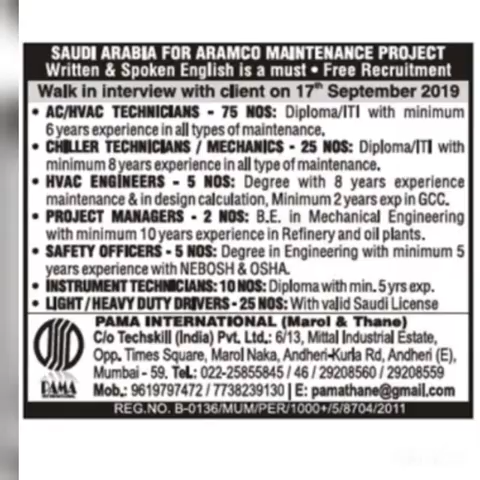 SAUDI ARABIA FOR ARAMCO MAINTENANCE PROJECT
Written & Spoken English is a must • Free Recruitment
Walk in interview with client on 17th September 2019
• AC/HVAC TECHNICIANS - 75 NOS: Diploma/ITI with minimum
6 years experience in all types of maintenance.
• CHILLER TECHNICIANS / MECHANICS - 25 NOS: Diploma/ITI with
minimum 8 years experience in all type of maintenance.
• HVAC ENGINEERS - 5 NOS: Degree with 8 years experience
maintenance & in design calculation, Minimum 2 years exp in GCC.
• PROJECT MANAGERS - 2 NOS: B.E. in Mechanical Engineering
with minimum 10 years experience in Refinery and oil plants.
• SAFETY OFFICERS - 5 NOS: Degree in Engineering with minimum 5
years experience with NEBOSH & OSHA.
• INSTRUMENT TECHNICIANS: 10 NOS: Diploma with min. 5 yrs exp.
• LIGHT / HEAVY DUTY DRIVERS - 25 NOS: With valid Saudi License
PAMA INTERNATIONAL (Marol & Thane)
C/o Techskill (India) Pvt. Ltd.: 6/13, Mittal Industrial Estate,
Opp. Times Square, Marol Naka, Andheri-Kurla Rd, Andheri (E),
Mumbai - 59. Tel.: 022-25855845 / 46 / 29208560 / 29208559
Mob.: 9619797472 / 7738239130 | E: pamathane@gmail.com
PAMA
REG.NO. B-0136/MUM/PER/1000+/5/8704/2011